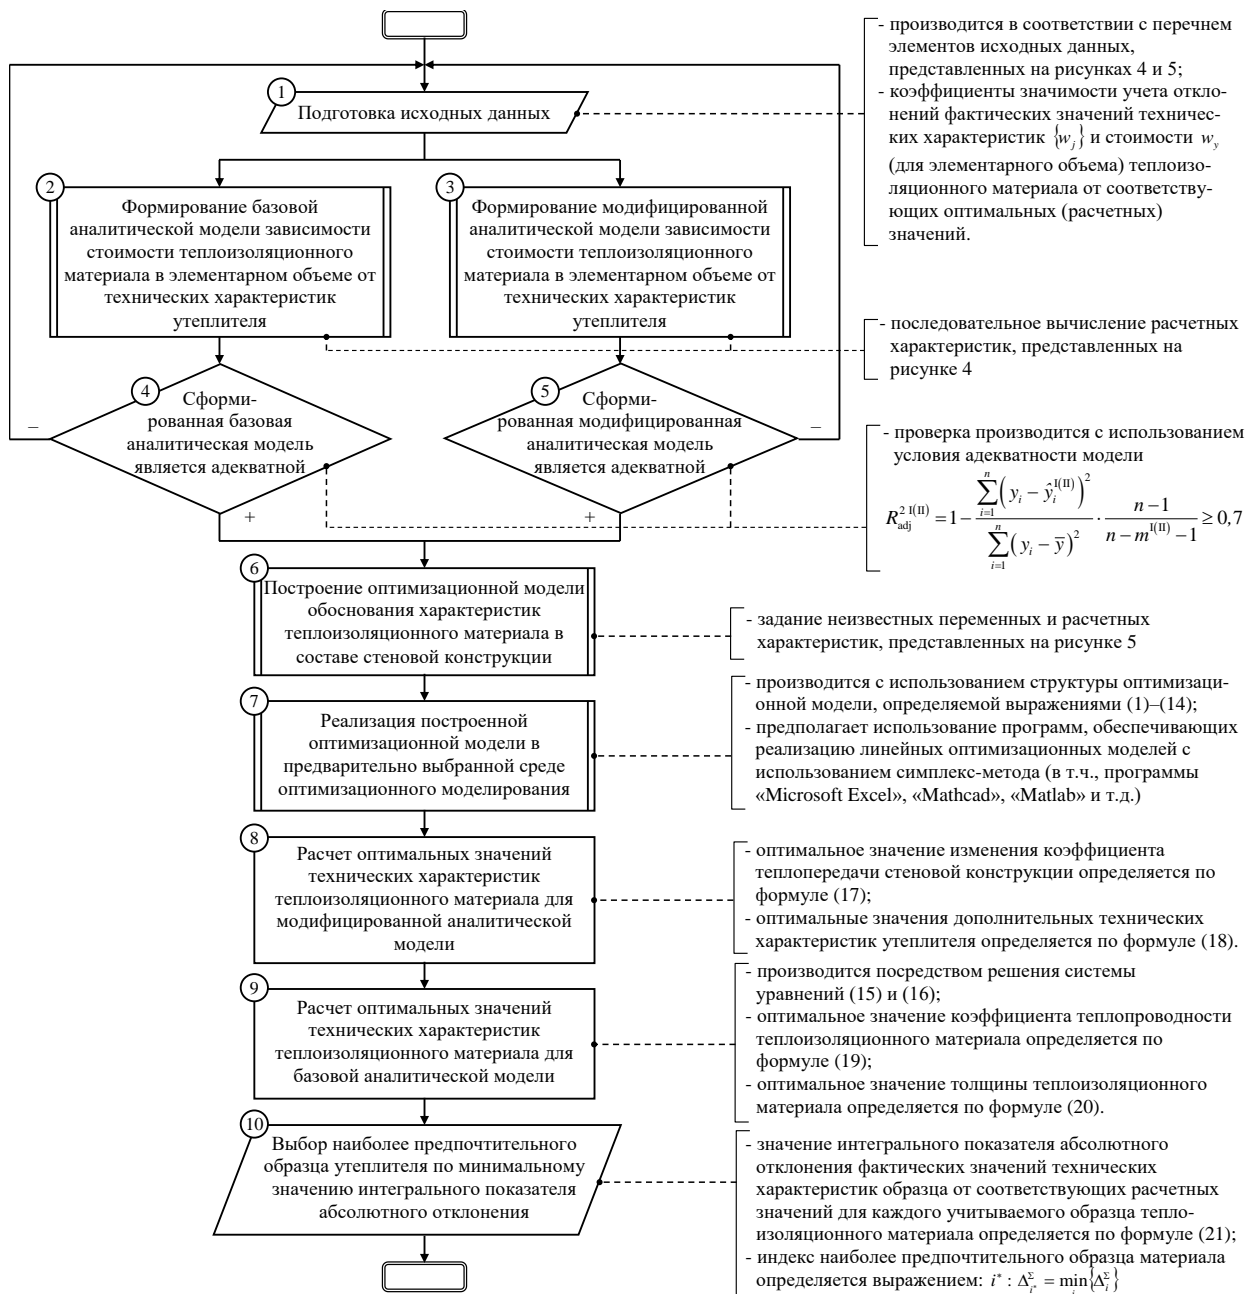 1
Подготовка исходных данных
- производится в соответствии с перечнем
элементов исходных данных,
представленных на рисунках 4 и 5;
- коэффициенты значимости учета откло-
нений фактических значений техничес-
ких характеристик {w_j} и стоимости w_y
(для элементарного объема) теплоизо-
ляционного материала от соответству-
ющих оптимальных (расчетных)
значений.
2
Формирование базовой
аналитической модели зависимости
стоимости теплоизоляционного
материала в элементарном объеме от
технических характеристик
утеплителя
3
Формирование модифицированной
аналитической модели зависимости
стоимости теплоизоляционного
материала в элементарном объеме от
технических характеристик
утеплителя
- последовательное вычисление расчетных
характеристик, представленных на
рисунке 4
4
Сформи-
рованная базовая
аналитическая модель
является адекватной
–
+
5
Сформи-
рованная модифицированная
аналитическая модель
является адекватной
–
+
- проверка производится с использованием
условия адекватности модели
R_adj^{2 I(II)} = 1 − \frac{\sum_{i=1}^{n}(y_i − ŷ_i^{I(II)})^2}{\sum_{i=1}^{n}(y_i − \bar{y})^2} · \frac{n − 1}{n − m^{I(II)} − 1} ≥ 0,7
6
Построение оптимизационной модели
обоснования характеристик
теплоизоляционного материала в
составе стеновой конструкции
- задание неизвестных переменных и расчетных
характеристик, представленных на рисунке 5
7
Реализация построенной
оптимизационной модели в
предварительно выбранной среде
оптимизационного моделирования
- производится с использованием структуры оптимизаци-
онной модели, определяемой выражениями (1)–(14);
- предполагает использование программ, обеспечивающих
реализацию линейных оптимизационных моделей с
использованием симплекс-метода (в т.ч., программы
«Microsoft Excel», «Mathcad», «Matlab» и т.д.)
8
Расчет оптимальных значений
технических характеристик
теплоизоляционного материала для
модифицированной аналитической
модели
- оптимальное значение изменения коэффициента
теплопередачи стеновой конструкции определяется по
формуле (17);
- оптимальные значения дополнительных технических
характеристик утеплителя определяется по формуле (18).
9
Расчет оптимальных значений
технических характеристик
теплоизоляционного материала для
базовой аналитической модели
- производится посредством решения системы
уравнений (15) и (16);
- оптимальное значение коэффициента теплопроводности
теплоизоляционного материала определяется по
формуле (19);
- оптимальное значение толщины теплоизоляционного
материала определяется по формуле (20).
10
Выбор наиболее предпочтительного
образца утеплителя по минимальному
значению интегрального показателя
абсолютного отклонения
- значение интегрального показателя абсолютного
отклонения фактических значений технических
характеристик образца от соответствующих расчетных
значений для каждого учитываемого образца тепло-
изоляционного материала определяется по формуле (21);
- индекс наиболее предпочтительного образца материала
определяется выражением: i^* : Δ_{i^*}^Σ = min_i{Δ_i^Σ}